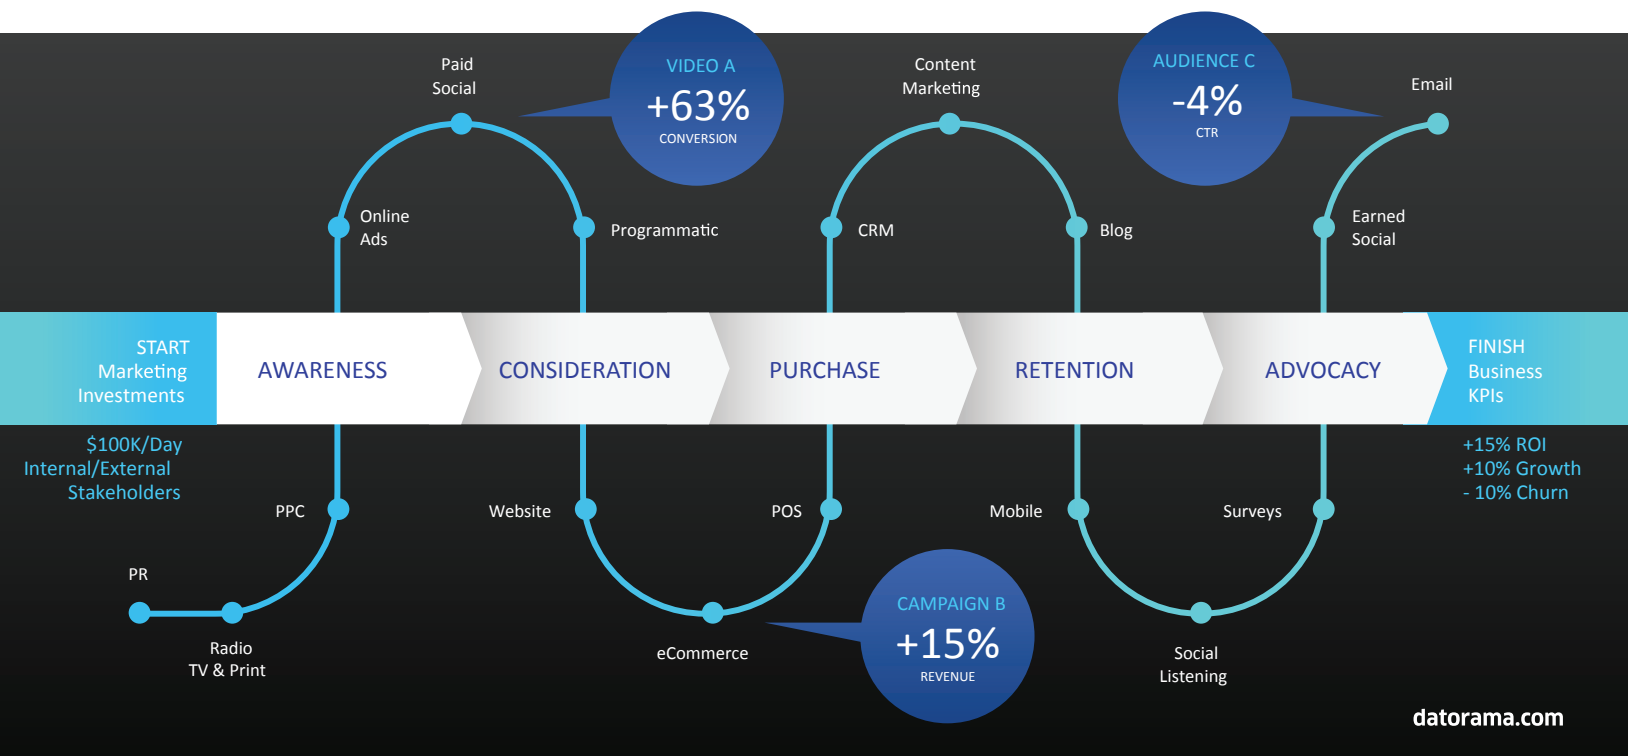 Paid
Social
VIDEO A
+63%
CONVERSION
Content
Marketing
AUDIENCE C
-4%
CTR
Email
Online
Ads
Programmatic
CRM
Blog
Earned
Social
START
Marketing
Investments
AWARENESS
CONSIDERATION
PURCHASE
RETENTION
ADVOCACY
FINISH
Business
KPIs
$100K/Day
Internal/External
Stakeholders
+15% ROI
+10% Growth
- 10% Churn
PPC
Website
POS
Mobile
Surveys
PR
Radio
TV & Print
eCommerce
CAMPAIGN B
+15%
REVENUE
Social
Listening
datorama.com